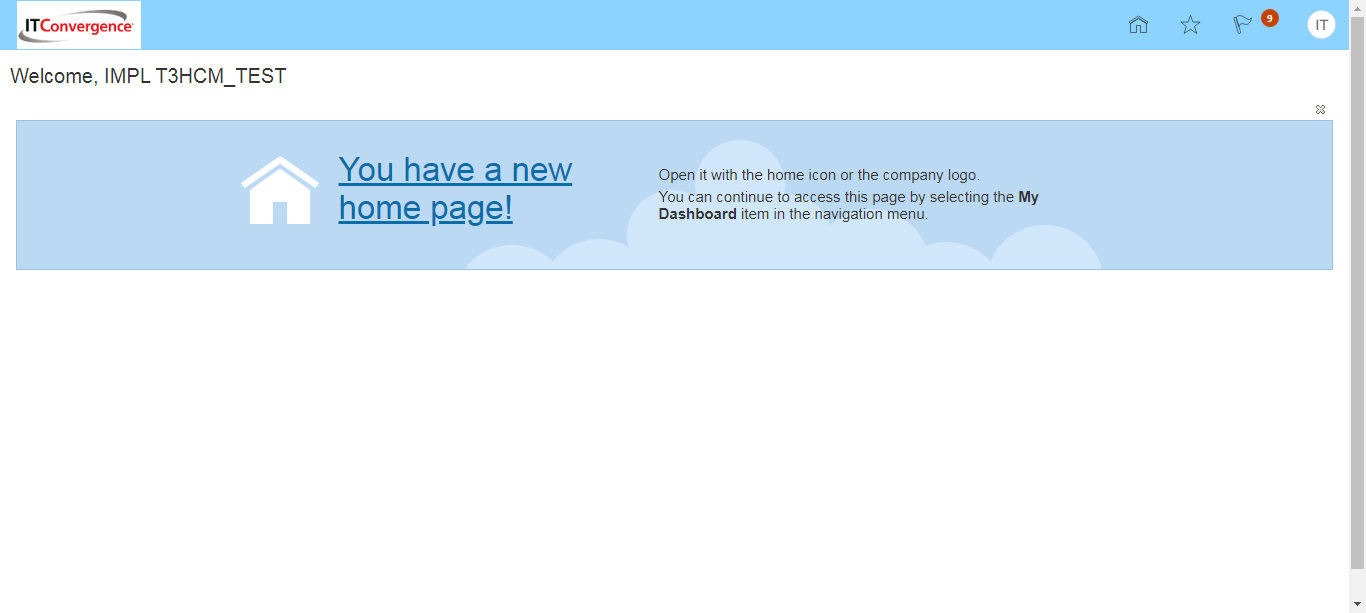 ITConvergence
9
IT
Welcome, IMPL T3HCM_TEST
You have a new
home page!
Open it with the home icon or the company logo.
You can continue to access this page by selecting the My
Dashboard item in the navigation menu.